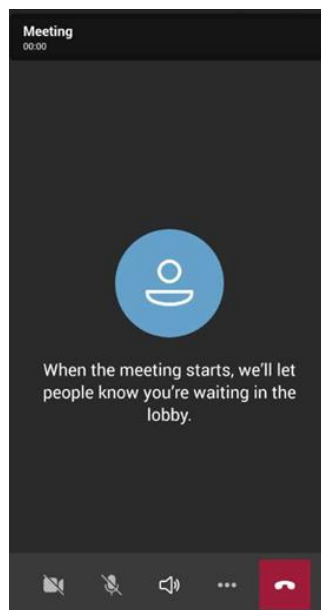 Meeting
00:00
When the meeting starts, we'll let
people know you're waiting in the
lobby.